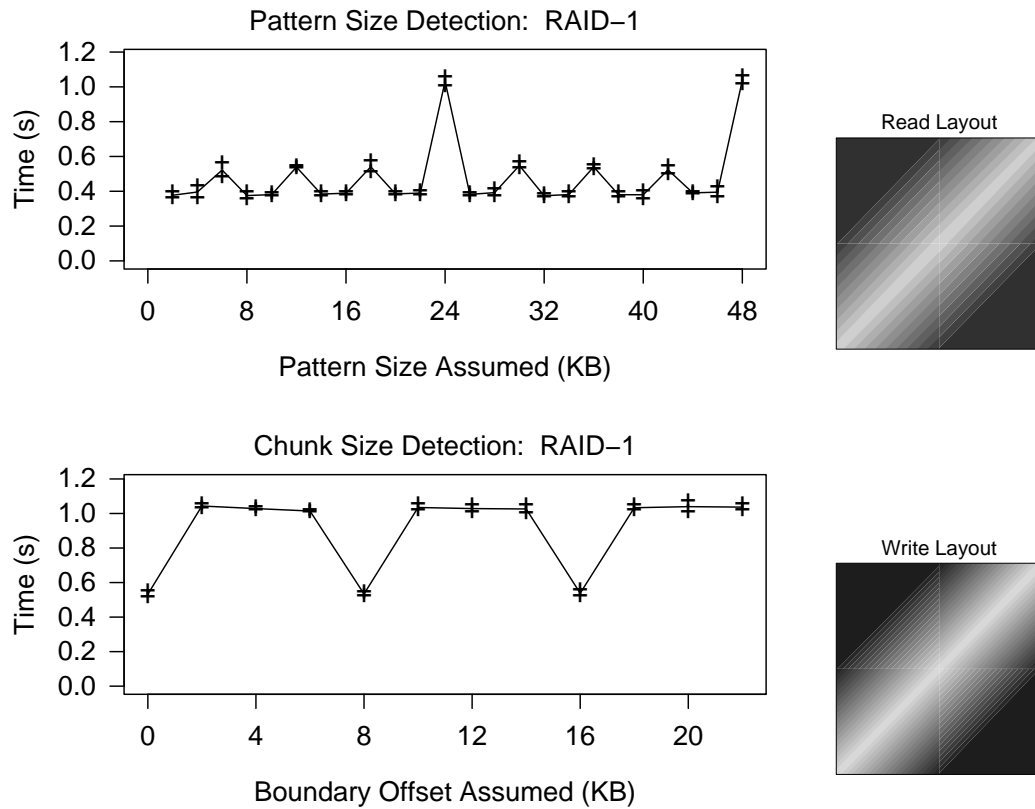 Pattern Size Detection:  RAID−1
1.2
1.0
0.8
0.6
0.4
0.2
0.0
Time (s)
0 8 16 24 32 40 48
Pattern Size Assumed (KB)
Read Layout
Chunk Size Detection:  RAID−1
1.2
1.0
0.8
0.6
0.4
0.2
0.0
Time (s)
0 4 8 12 16 20
Boundary Offset Assumed (KB)
Write Layout